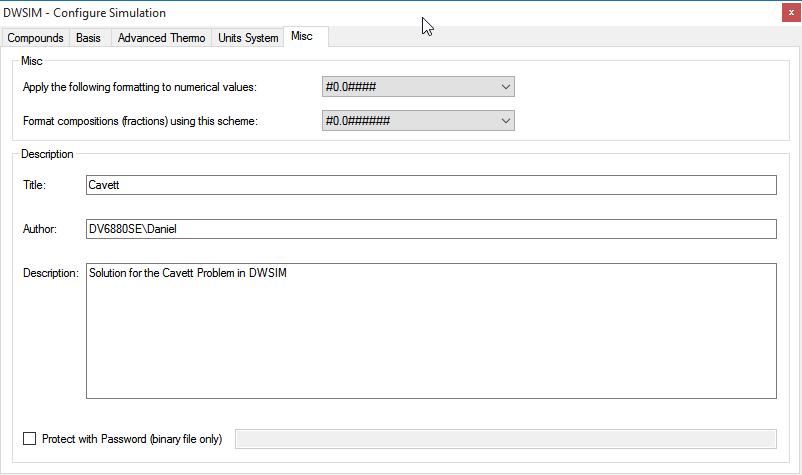 DWSIM - Configure Simulation
x
Compounds Basis Advanced Thermo Units System Misc
Misc
Apply the following formatting to numerical values: #0.0####
Format compositions (fractions) using this scheme: #0.0######
Description
Title: Cavett
Author: DV6880SE\Daniel
Description: Solution for the Cavett Problem in DWSIM
Protect with Password (binary file only)